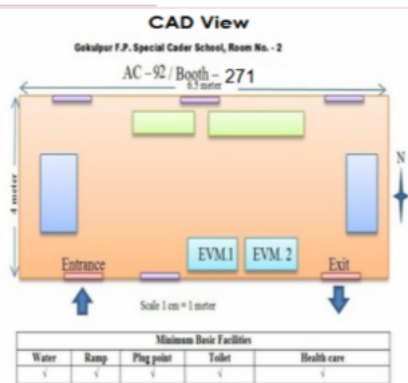 CAD View
Gokulpur F.P. Special Cader School, Room No. - 2
AC –92 / Booth – 271
6.5 meter
4 meter
N
EVM.1 EVM. 2
Entrance Exit
Scale 1 cm = 1 meter
Minimum Basic Facilities
Water Ramp Plug point Toilet Health care
√ √ √ √ √